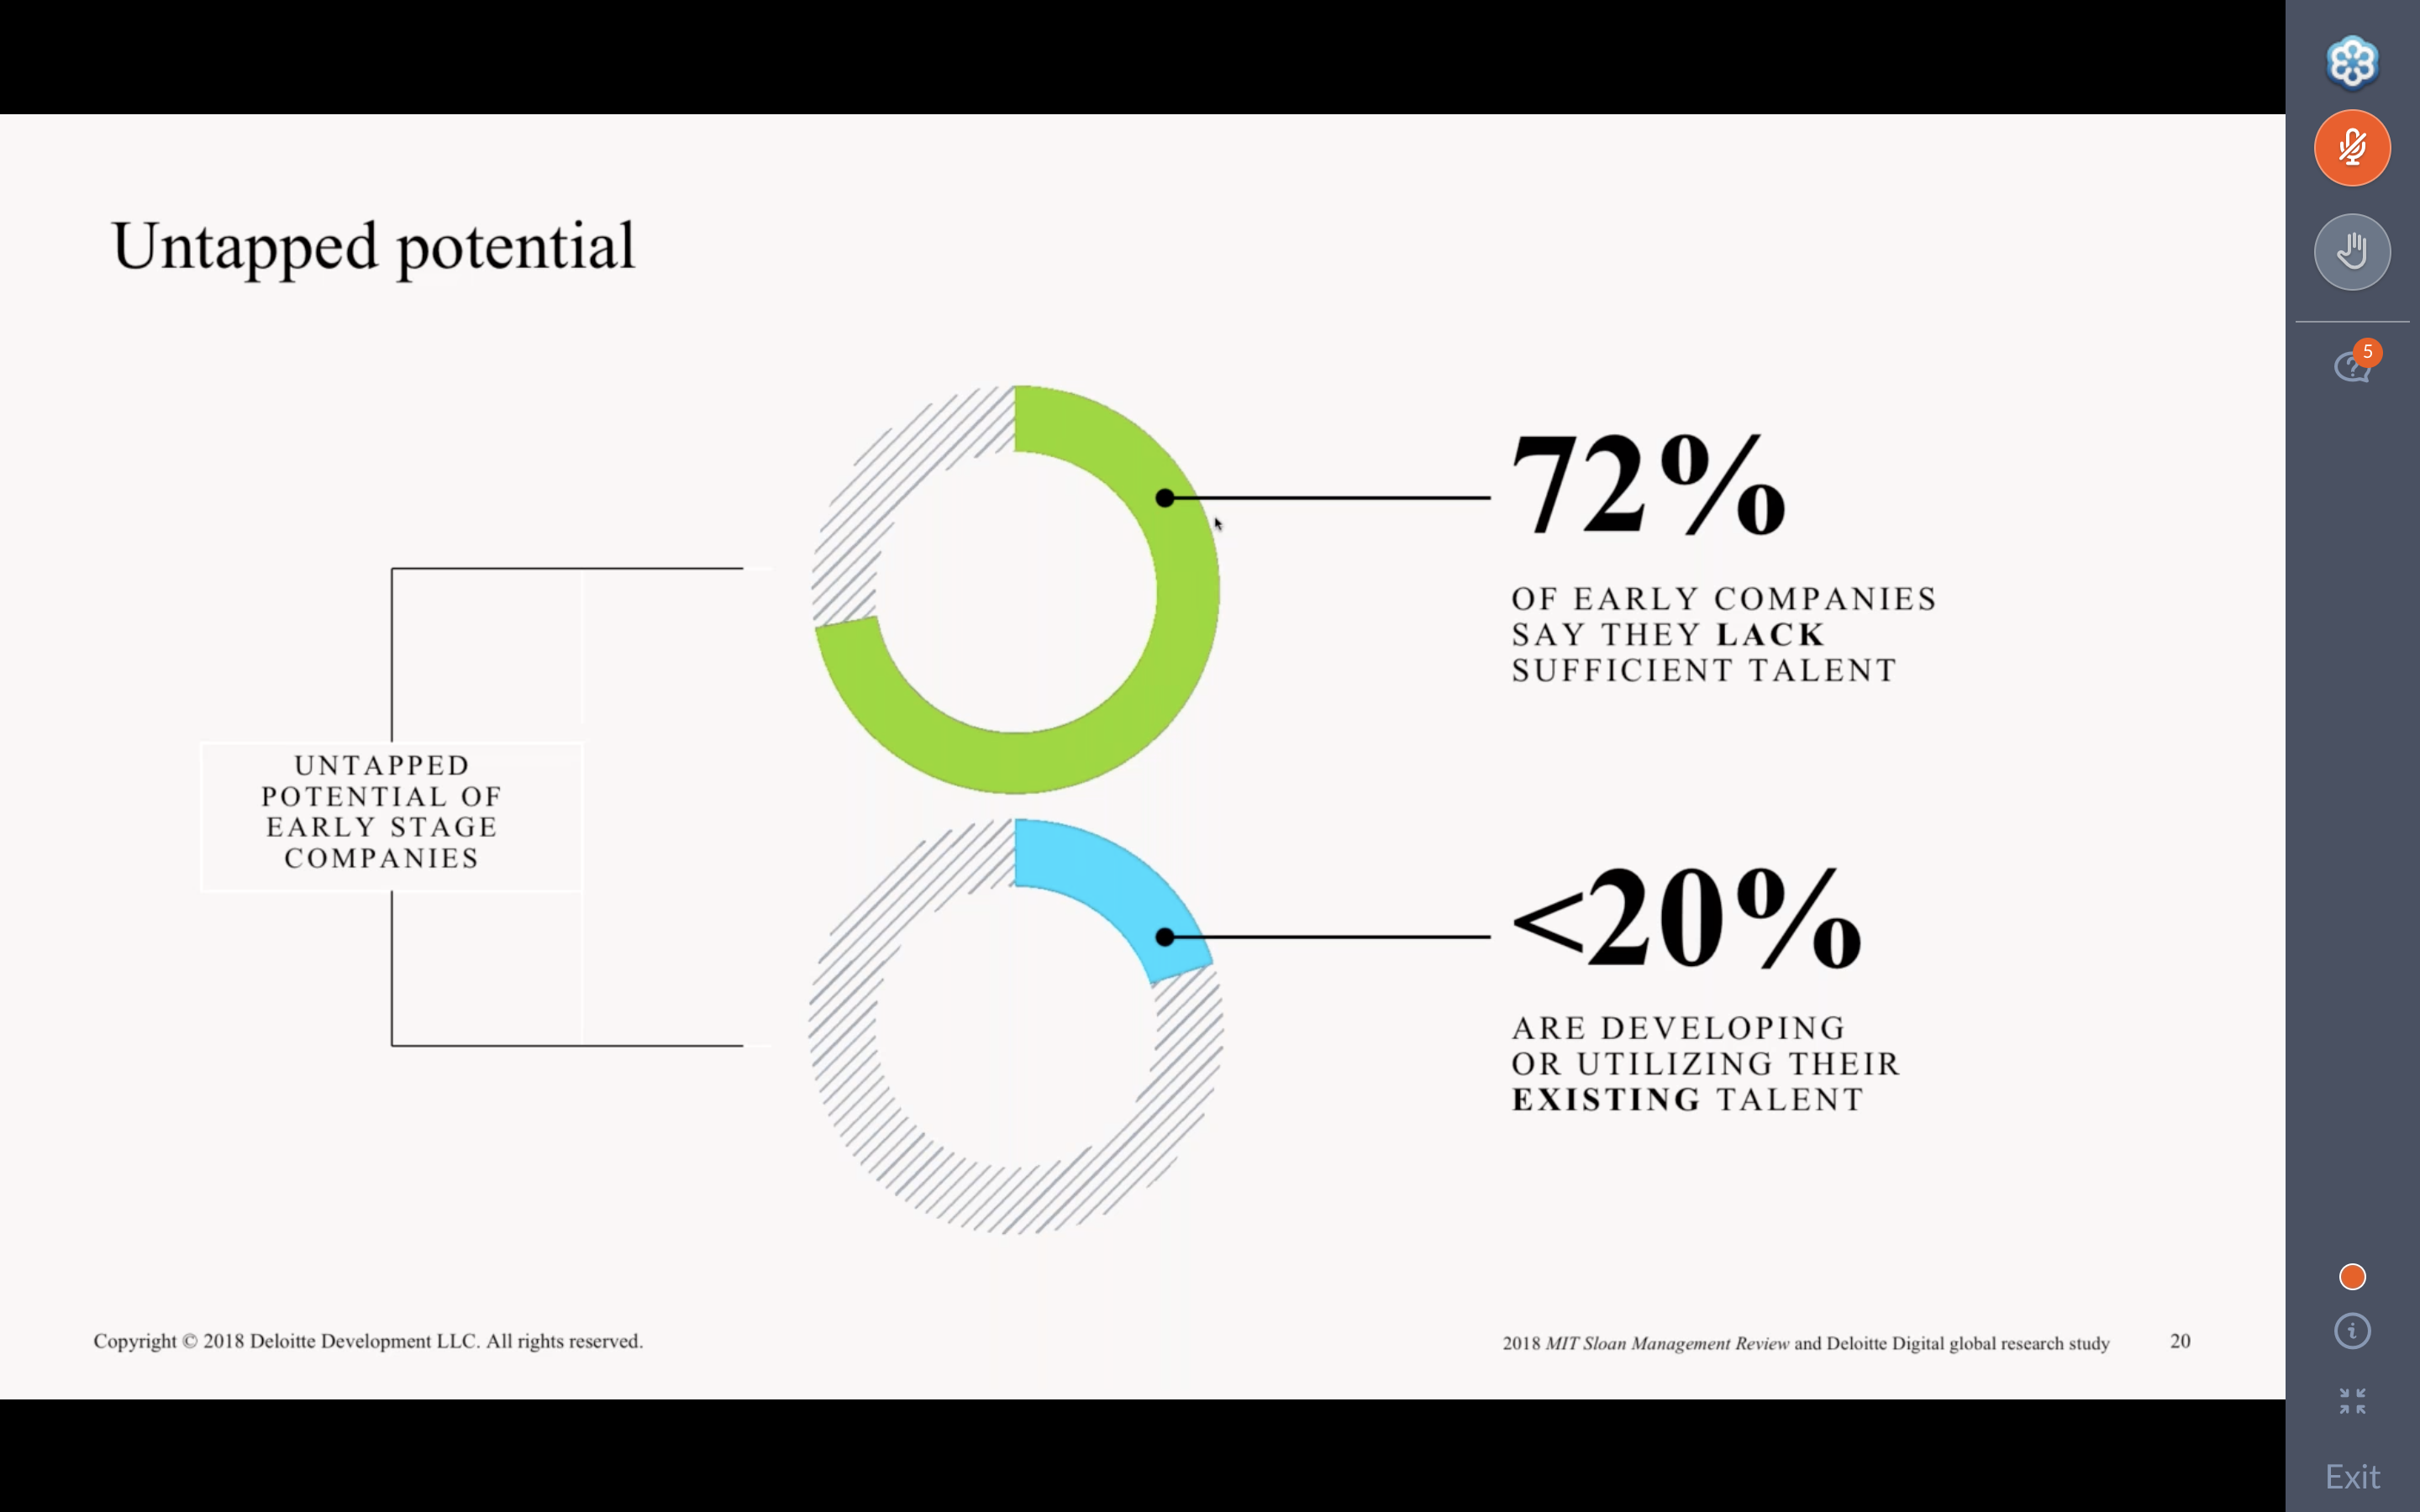 Untapped potential
72%
OF EARLY COMPANIES
SAY THEY LACK
SUFFICIENT TALENT
UNTAPPED
POTENTIAL OF
EARLY STAGE
COMPANIES
<20%
ARE DEVELOPING
OR UTILIZING THEIR
EXISTING TALENT
Copyright © 2018 Deloitte Development LLC. All rights reserved.
2018 MIT Sloan Management Review and Deloitte Digital global research study
20
5
Exit